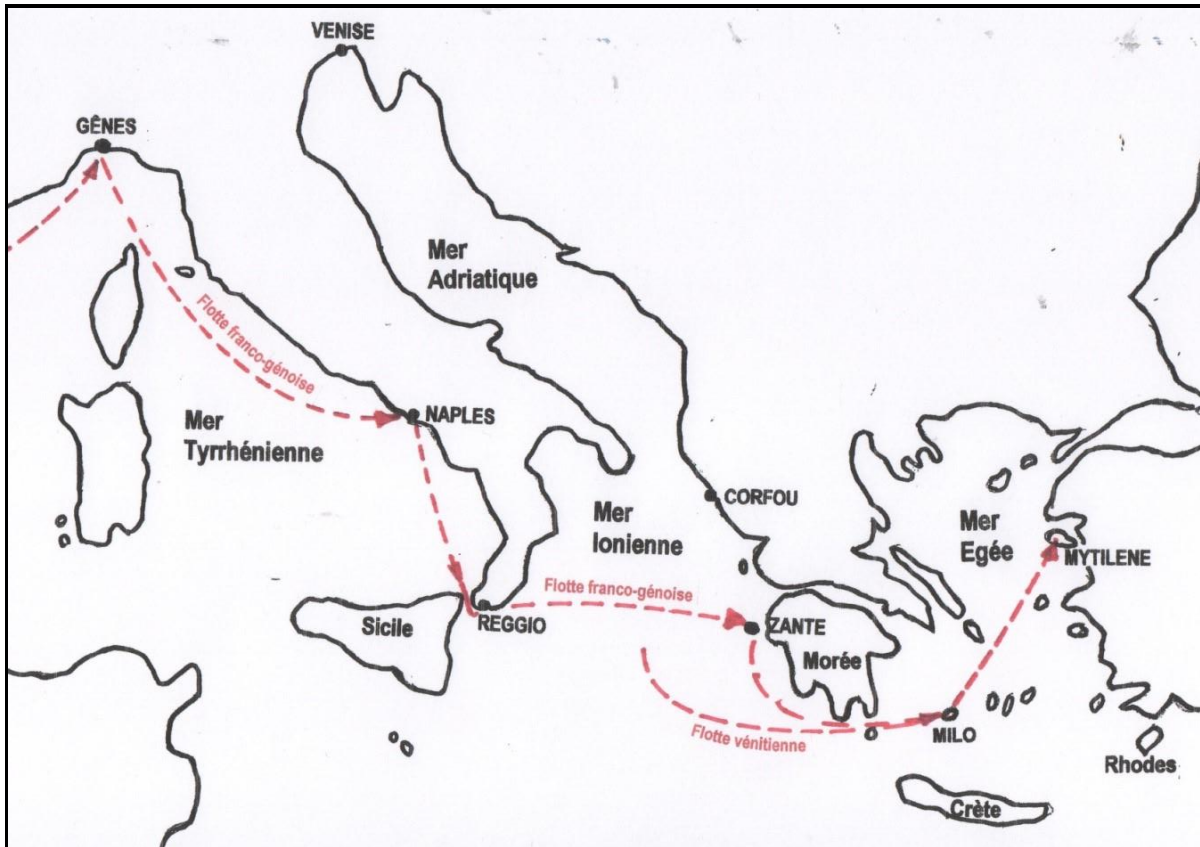 VENISE
GÊNES
Mer
Adriatique
Flotte franco-génoise
NAPLES
Mer
Tyrrhénienne
CORFOU
Mer
Ionienne
Mer
Egée
MYTILENE
Flotte franco-génoise
Sicile
REGGIO
ZANTE
Morée
Flotte vénitienne
MILO
Rhodes
Crète